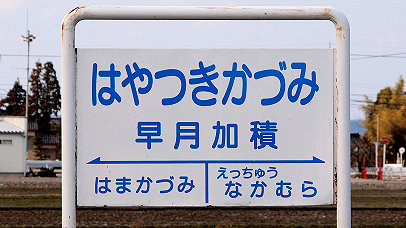 はやつきかづみ
早月加積
はまかづみ
えっちゅう
なかむら